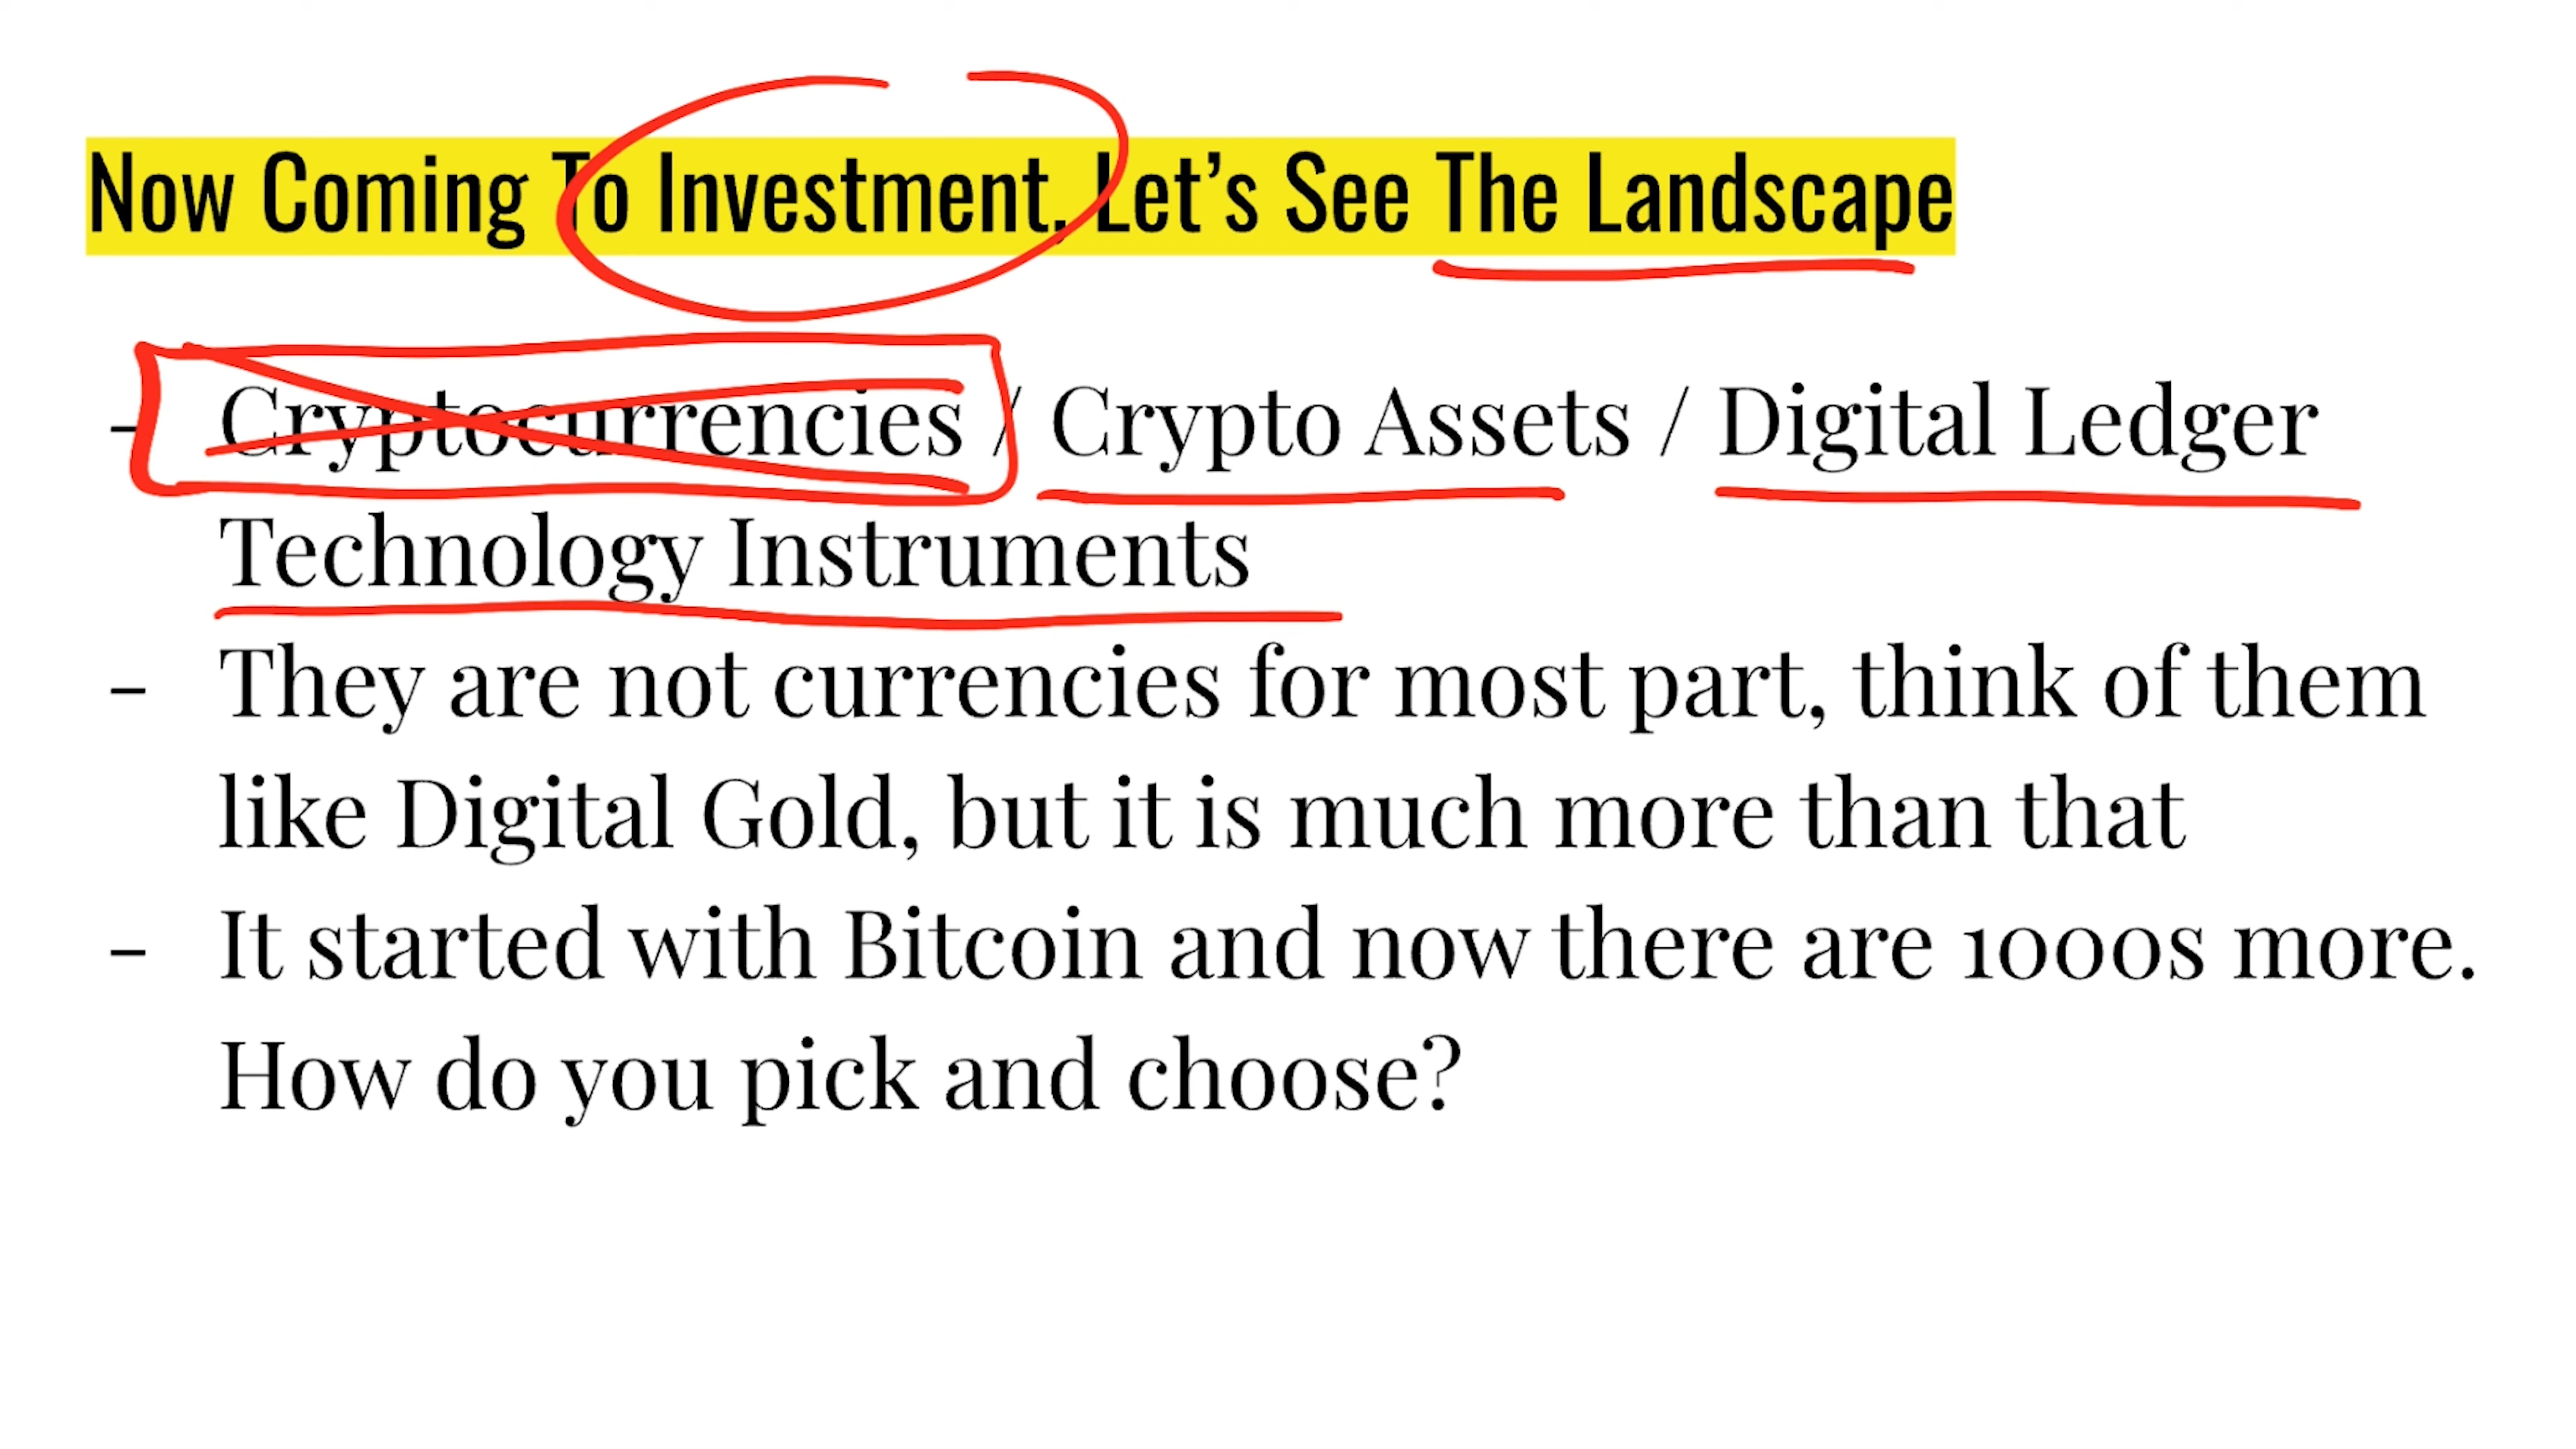 Now Coming To Investment, Let's See The Landscape
- Cryptocurrencies / Crypto Assets / Digital Ledger
Technology Instruments
- They are not currencies for most part, think of them
like Digital Gold, but it is much more than that
- It started with Bitcoin and now there are 1000s more.
How do you pick and choose?